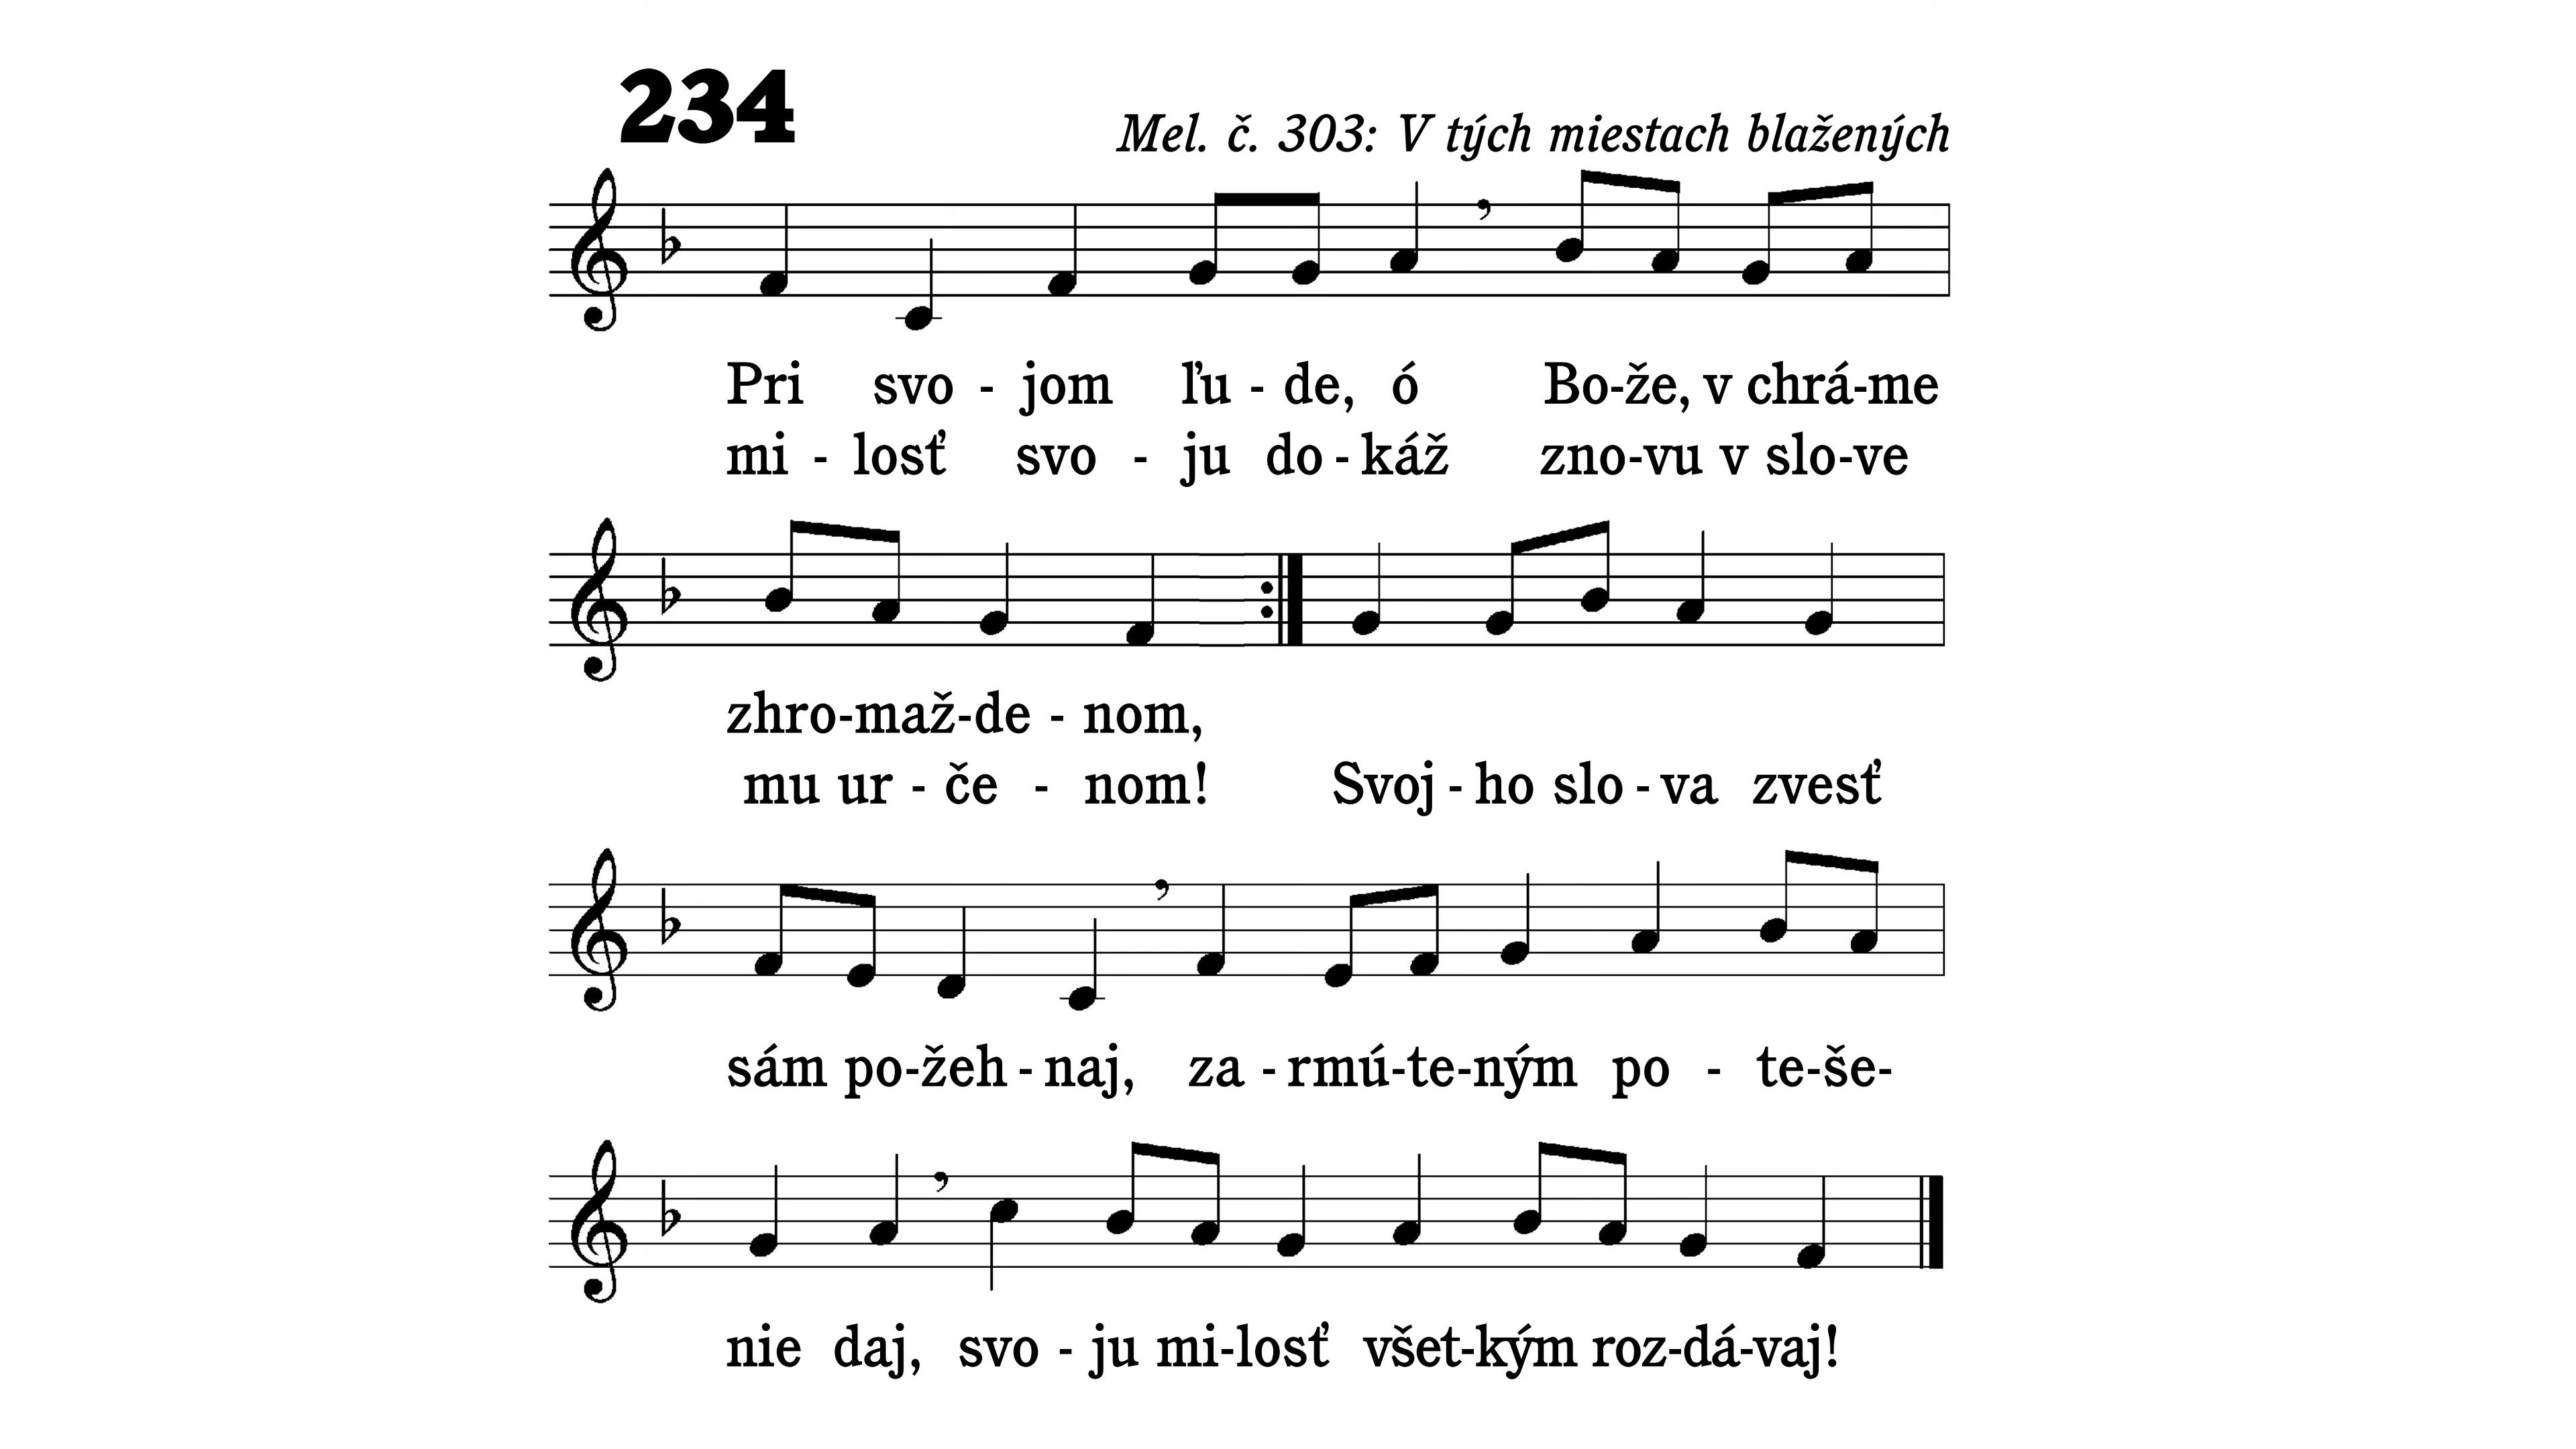 234
Mel. č. 303: V tých miestach blažených
Pri svo - jom ľu - de, ó Bo-že, v chrá-me
mi - losť svo - ju do - káž zno-vu v slo-ve
zhro-maž-de - nom,
mu ur - če - nom! Svoj - ho slo - va zvesť
sám po-žeh - naj, za - rmú-te-ným po - te-še-
nie daj, svo - ju mi-losť všet-kým roz-dá-vaj!